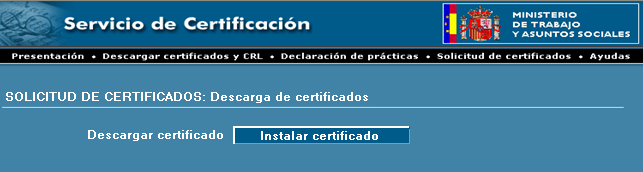 Servicio de Certificación
MINISTERIO
DE TRABAJO
Y ASUNTOS SOCIALES
Presentación • Descargar certificados y CRL • Declaración de prácticas • Solicitud de certificados • Ayudas
SOLICITUD DE CERTIFICADOS: Descarga de certificados
Descargar certificado Instalar certificado